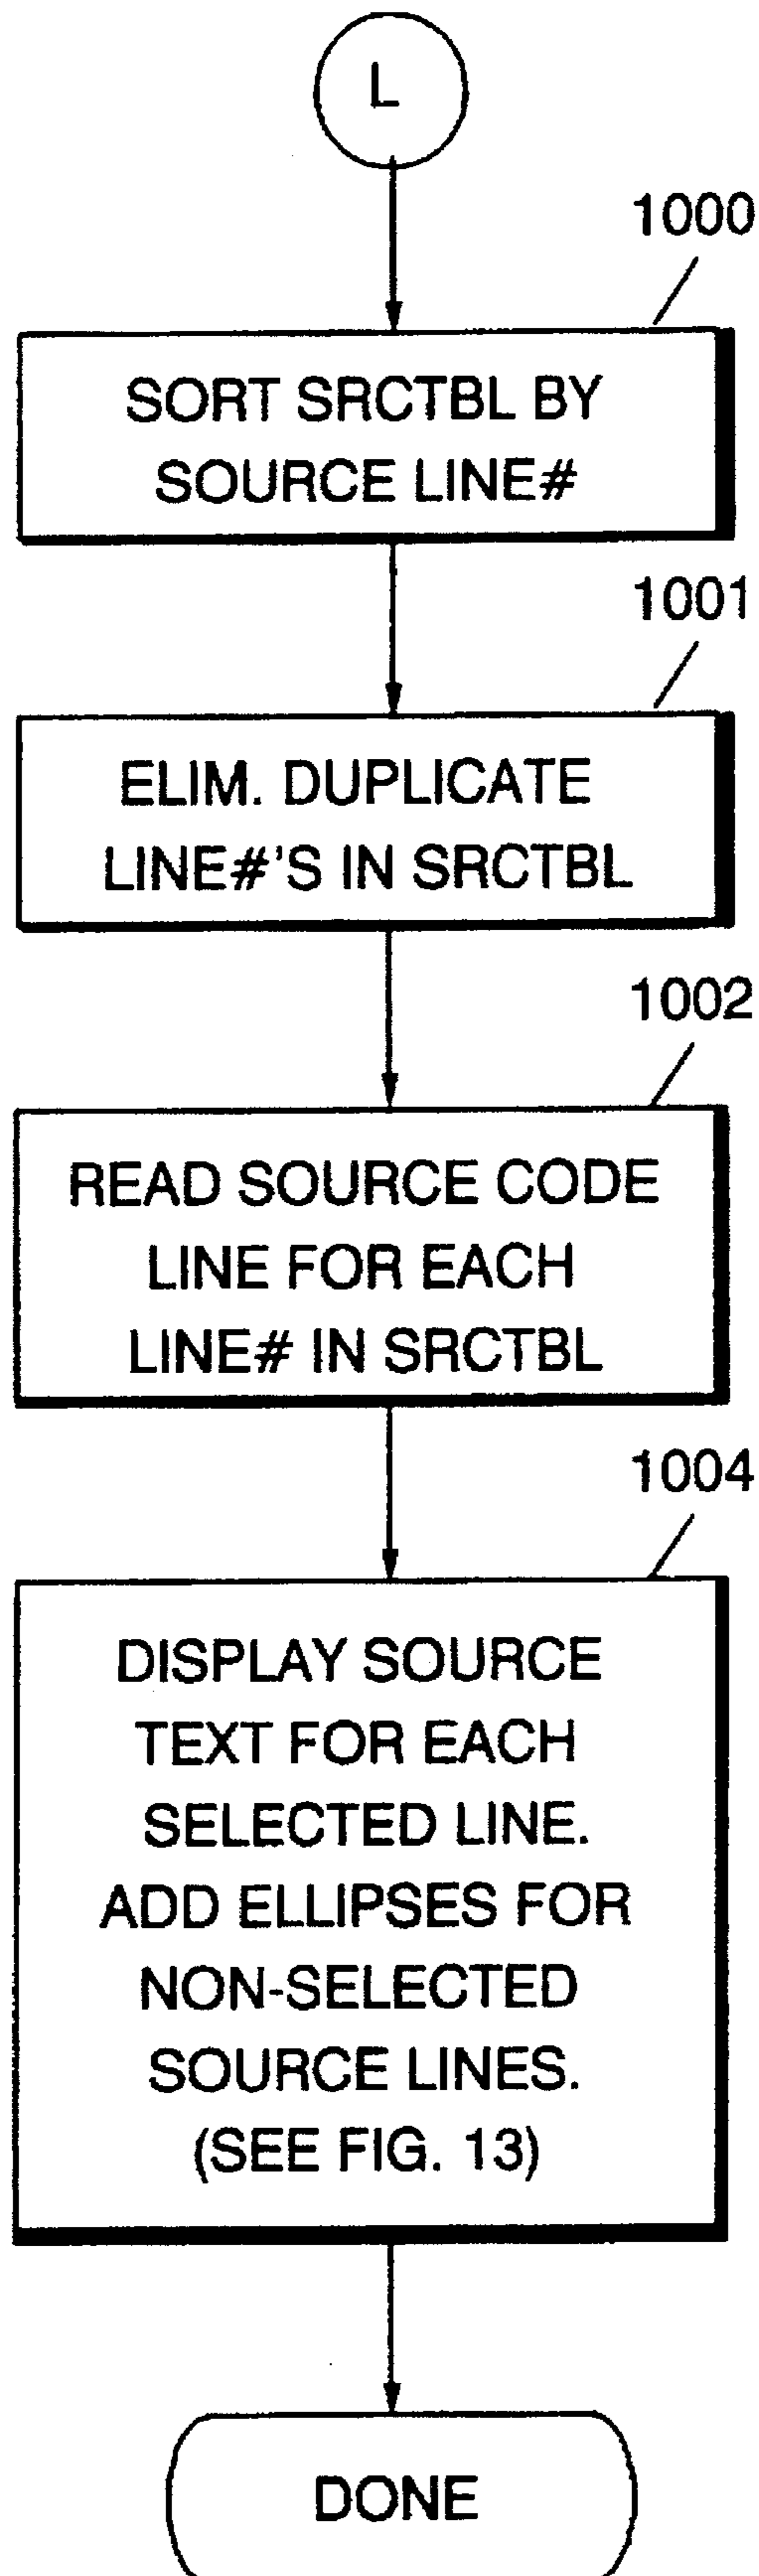 L
1000
SORT SRCTBL BY
SOURCE LINE#
1001
ELIM. DUPLICATE
LINE#'S IN SRCTBL
1002
READ SOURCE CODE
LINE FOR EACH
LINE# IN SRCTBL
1004
DISPLAY SOURCE
TEXT FOR EACH
SELECTED LINE.
ADD ELLIPSES FOR
NON-SELECTED
SOURCE LINES.
(SEE FIG. 13)
DONE